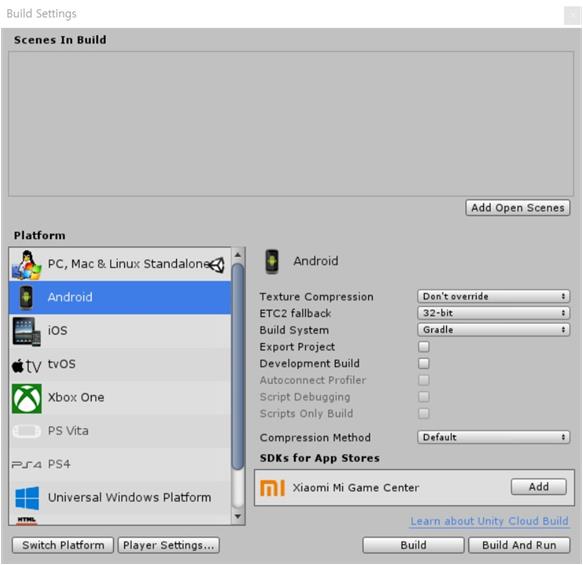 Build Settings
x
Scenes In Build
Add Open Scenes
Platform
PC, Mac & Linux Standalone
Android
iOS
tv tvOS
Xbox One
PS Vita
PS4 PS4
Universal Windows Platform
HTML
Android
Texture Compression Don't override
ETC2 fallback 32-bit
Build System Gradle
Export Project
Development Build
Autoconnect Profiler
Script Debugging
Scripts Only Build
Compression Method Default
SDKs for App Stores
mi Xiaomi Mi Game Center Add
Learn about Unity Cloud Build
Switch Platform Player Settings... Build Build And Run